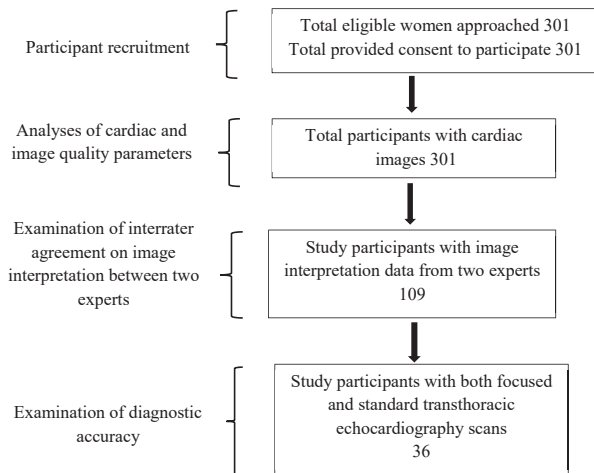 Participant recruitment
Total eligible women approached 301
Total provided consent to participate 301
Analyses of cardiac and
image quality parameters
Total participants with cardiac
images 301
Examination of interrater
agreement on image
interpretation between two
experts
Study participants with image
interpretation data from two experts
109
Examination of diagnostic
accuracy
Study participants with both focused
and standard transthoracic
echocardiography scans
36